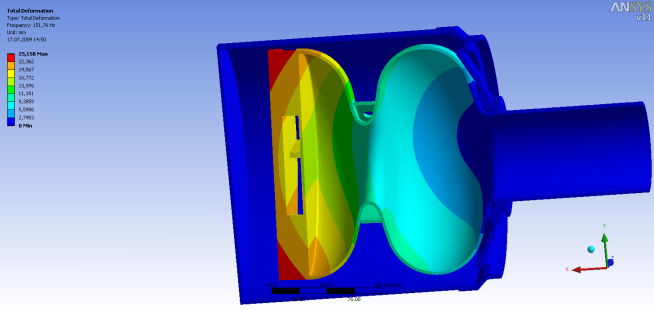 Total Deformation
Type: Total Deformation
Frequency: 151,76 Hz
Unit: mm
17.07.2009 14:50
25,158 Max
22,362
19,567
16,772
13,976
11,181
8,3859
5,5906
2,7953
0 Min
ANSYS
v11
Y
X
75.00